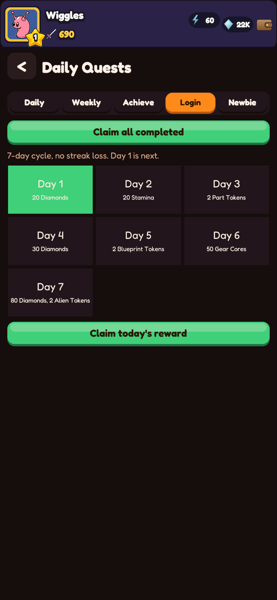 Wiggles
1
690
60
22K
<
Daily Quests
Daily
Weekly
Achieve
Login
Newbie
Claim all completed
7-day cycle, no streak loss. Day 1 is next.
Day 1
20 Diamonds
Day 2
20 Stamina
Day 3
2 Part Tokens
Day 4
30 Diamonds
Day 5
2 Blueprint Tokens
Day 6
50 Gear Cores
Day 7
80 Diamonds, 2 Alien Tokens
Claim today's reward